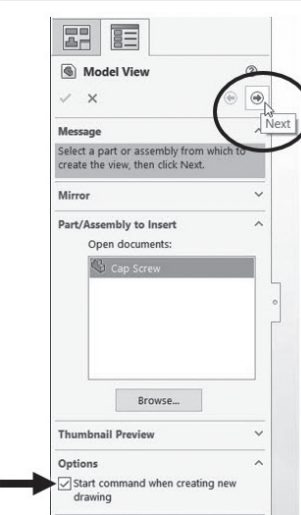 Model View
Next
Message
Select a part or assembly from which to
create the view, then click Next.
Mirror
Part/Assembly to Insert
Open documents:
Cap Screw
Browse...
Thumbnail Preview
Options
Start command when creating new
drawing